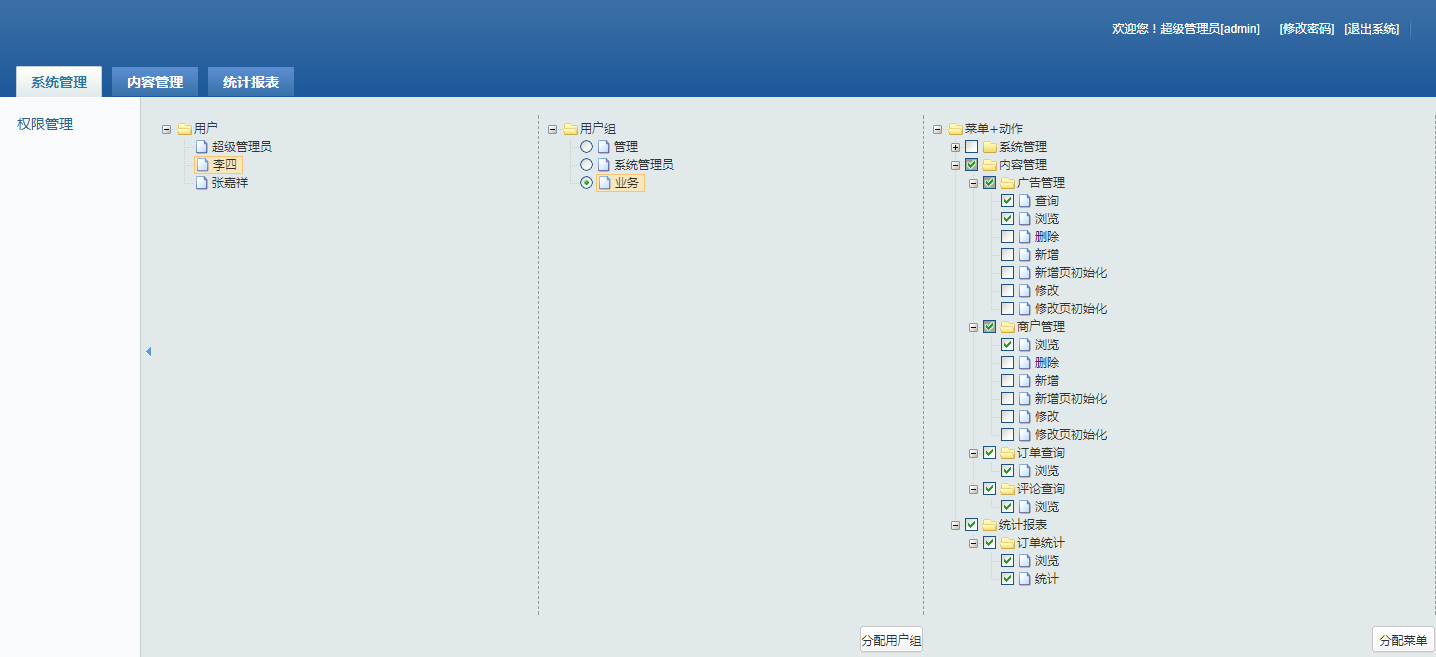 欢迎您！超级管理员[admin] [修改密码] [退出系统]
系统管理 内容管理 统计报表
权限管理
用户
超级管理员
李四
张嘉祥
用户组
管理
系统管理员
业务
分配用户组
菜单+动作
系统管理
内容管理
广告管理
查询
浏览
删除
新增
新增页初始化
修改
修改页初始化
商户管理
浏览
删除
新增
新增页初始化
修改
修改页初始化
订单查询
浏览
评论查询
浏览
统计报表
订单统计
浏览
统计
分配菜单